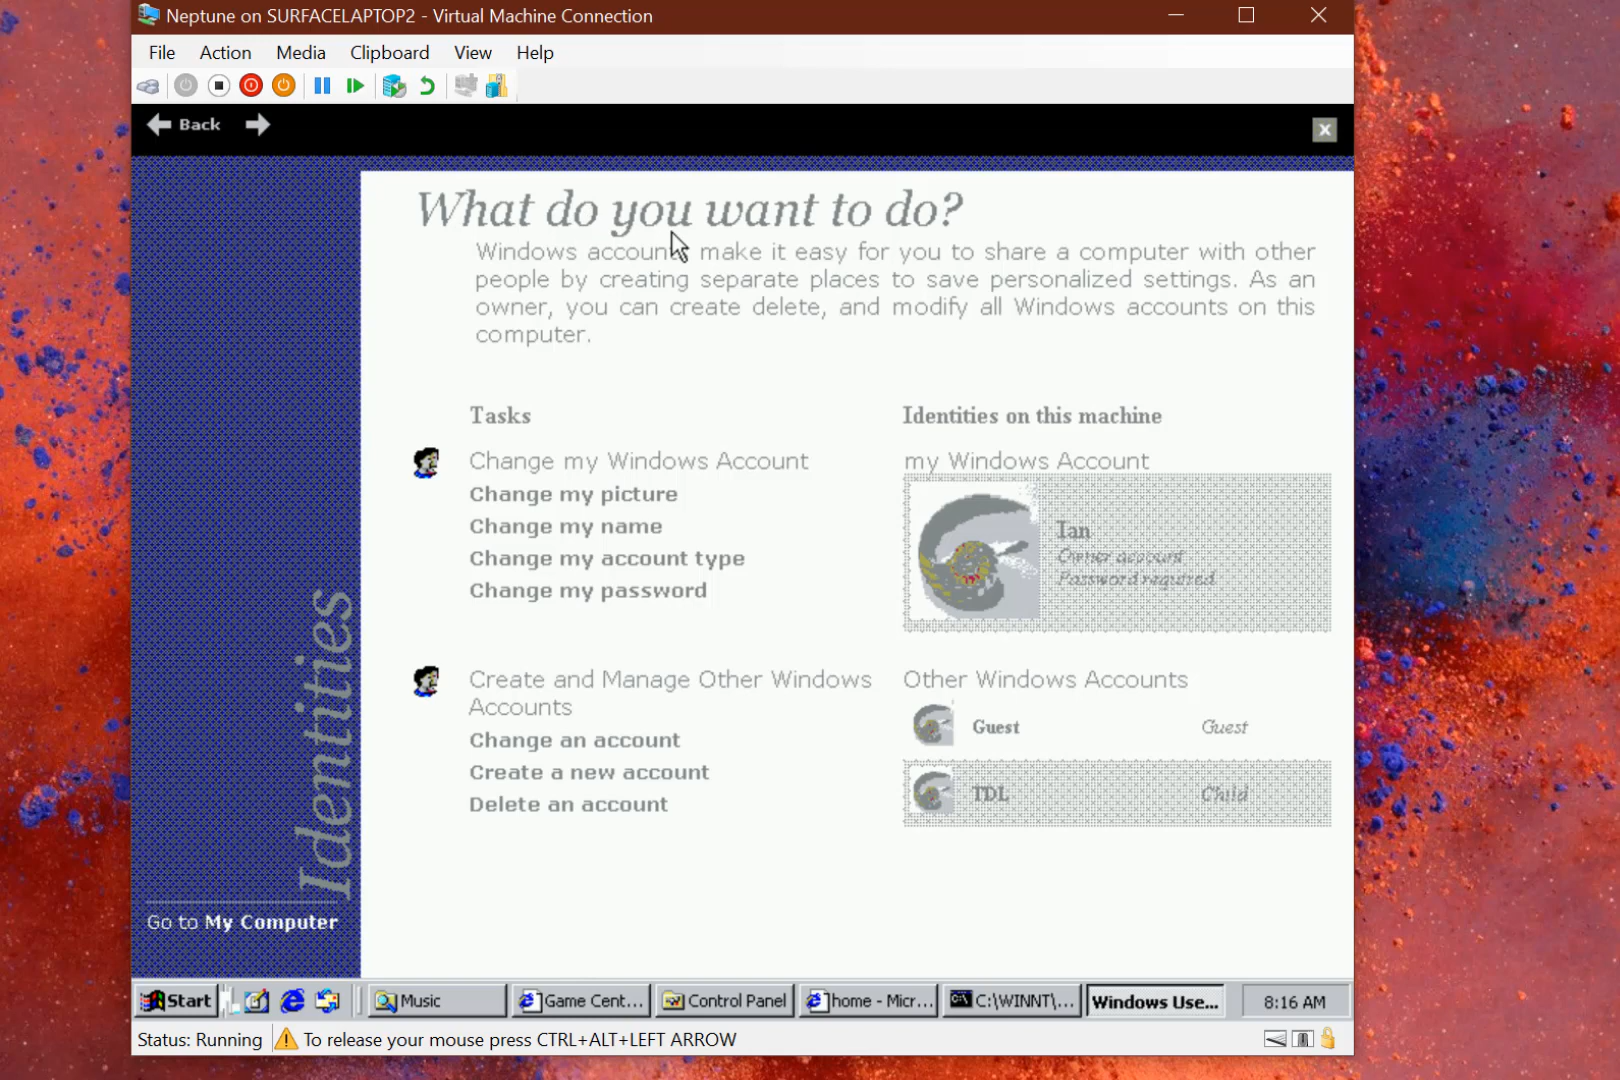 Neptune on SURFACELAPTOP2 - Virtual Machine Connection
File Action Media Clipboard View Help
Back
What do you want to do?
Windows accounts make it easy for you to share a computer with other
people by creating separate places to save personalized settings. As an
owner, you can create delete, and modify all Windows accounts on this
computer.
Tasks
Change my Windows Account
Change my picture
Change my name
Change my account type
Change my password
Create and Manage Other Windows
Accounts
Change an account
Create a new account
Delete an account
Identities on this machine
my Windows Account
Ian
Owner account
Password required
Other Windows Accounts
Guest Guest
TDL Child
Identities
Go to My Computer
Start Music Game Cent... Control Panel home - Micr... C:\WINNT\... Windows Use... 8:16 AM
Status: Running To release your mouse press CTRL+ALT+LEFT ARROW